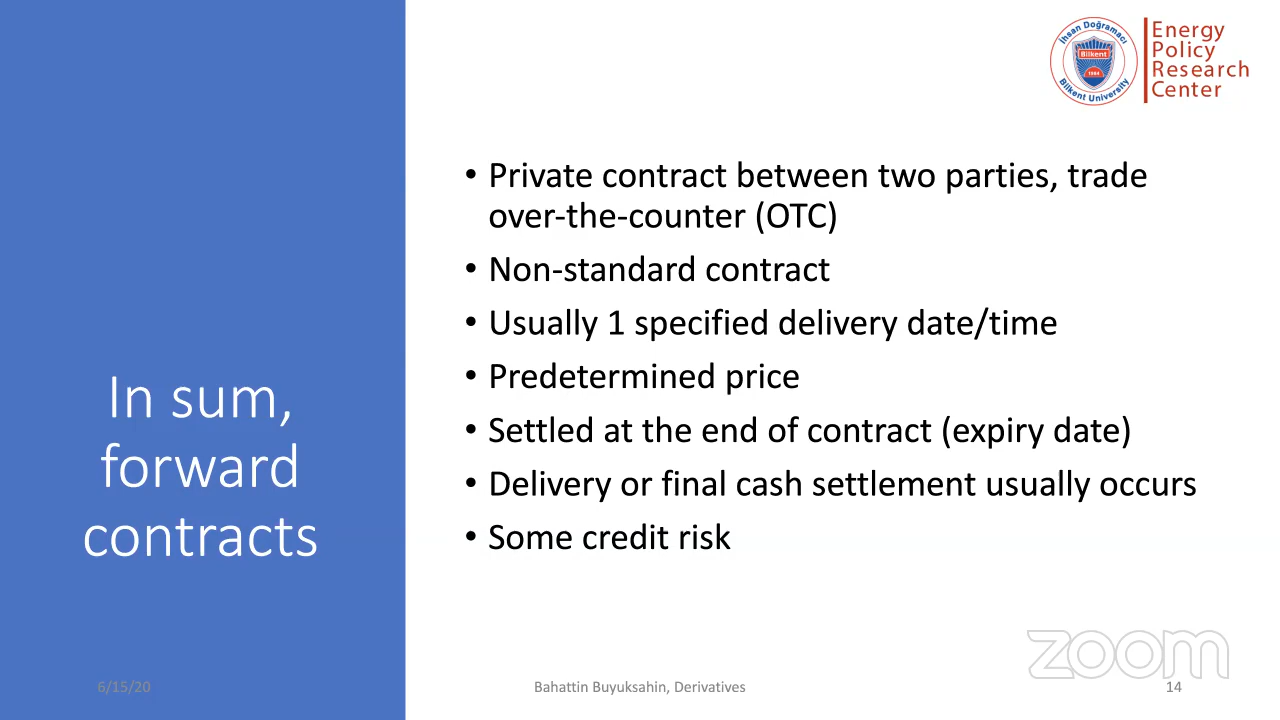 İhsan Doğramacı
Bilkent
1984
Bilkent University
Energy
Policy
Research
Center
In sum,
forward
contracts
• Private contract between two parties, trade
over-the-counter (OTC)
• Non-standard contract
• Usually 1 specified delivery date/time
• Predetermined price
• Settled at the end of contract (expiry date)
• Delivery or final cash settlement usually occurs
• Some credit risk
zoom
6/15/20
Bahattin Buyuksahin, Derivatives
14